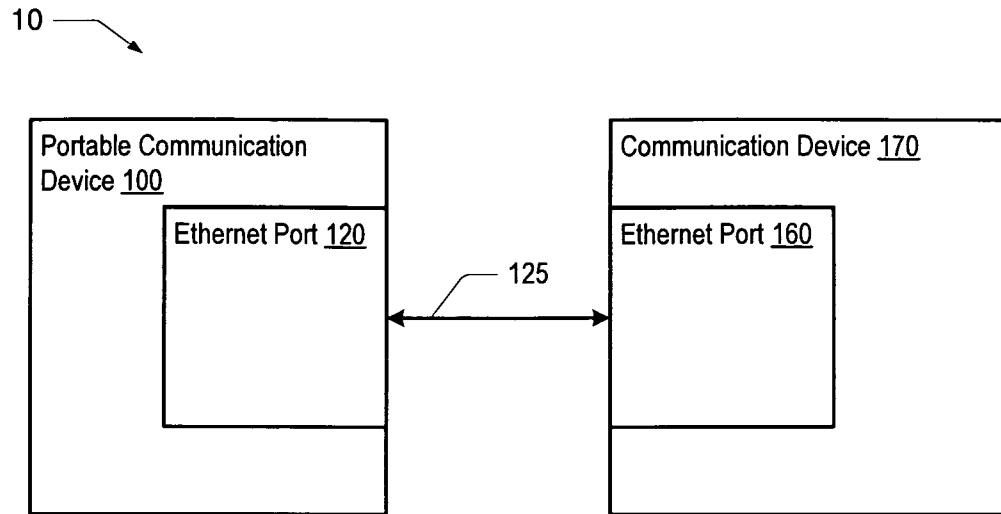 10
Portable Communication
Device 100
Ethernet Port 120
125
Communication Device 170
Ethernet Port 160